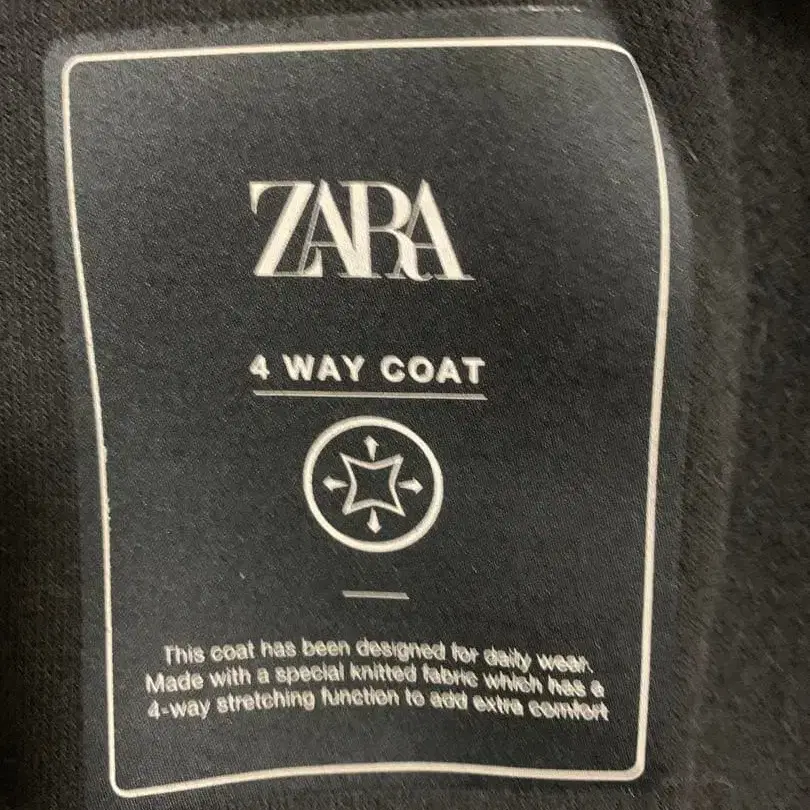 ZARA
4 WAY COAT
This coat has been designed for daily wear.
Made with a special knitted fabric which has a
4-way stretching function to add extra comfort